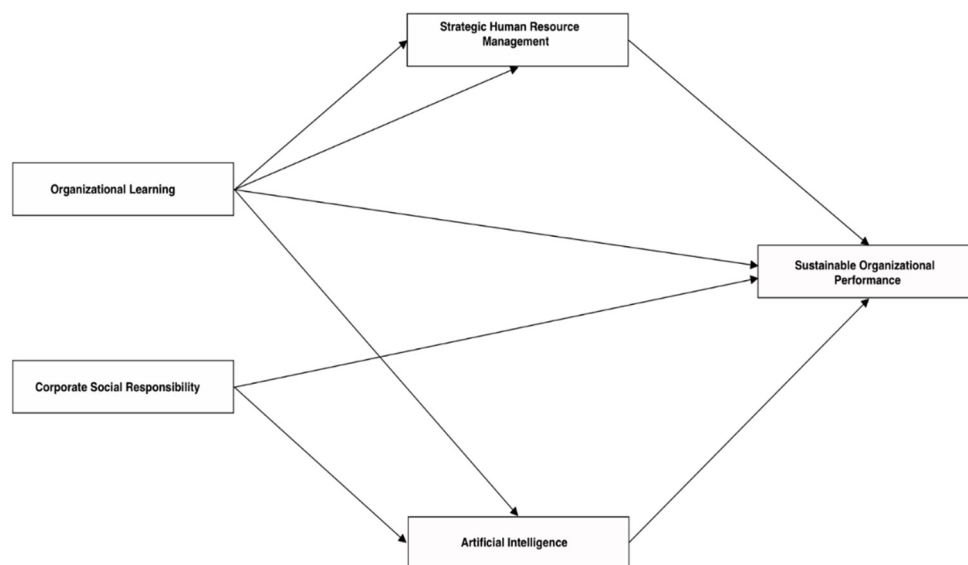 Strategic Human Resource
Management
Organizational Learning
Sustainable Organizational
Performance
Corporate Social Responsibility
Artificial Intelligence